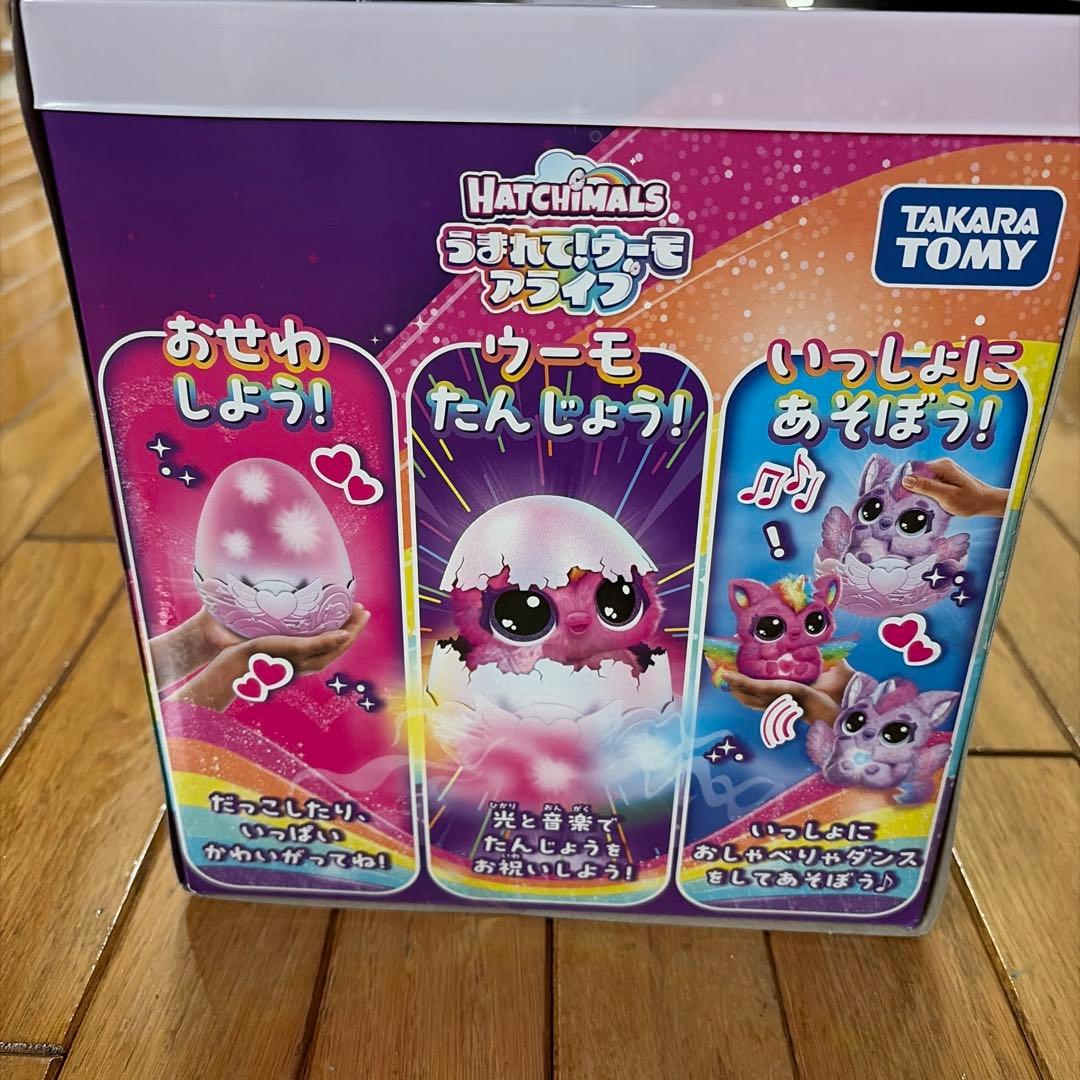 HATCHiMALS
うまれて!ウーモ
アライブ
TAKARA
TOMY
おせわ
しよう!
だっこしたり、
いっぱい
かわいがってね!
ウーモ
たんじょう!
ひかり おん がく
光と音楽で
たんじょうを
いわ
お祝いしよう!
いっしょに
あそぼう!
!
いっしょに
おしゃべりやダンス
をしてあそぼう♪